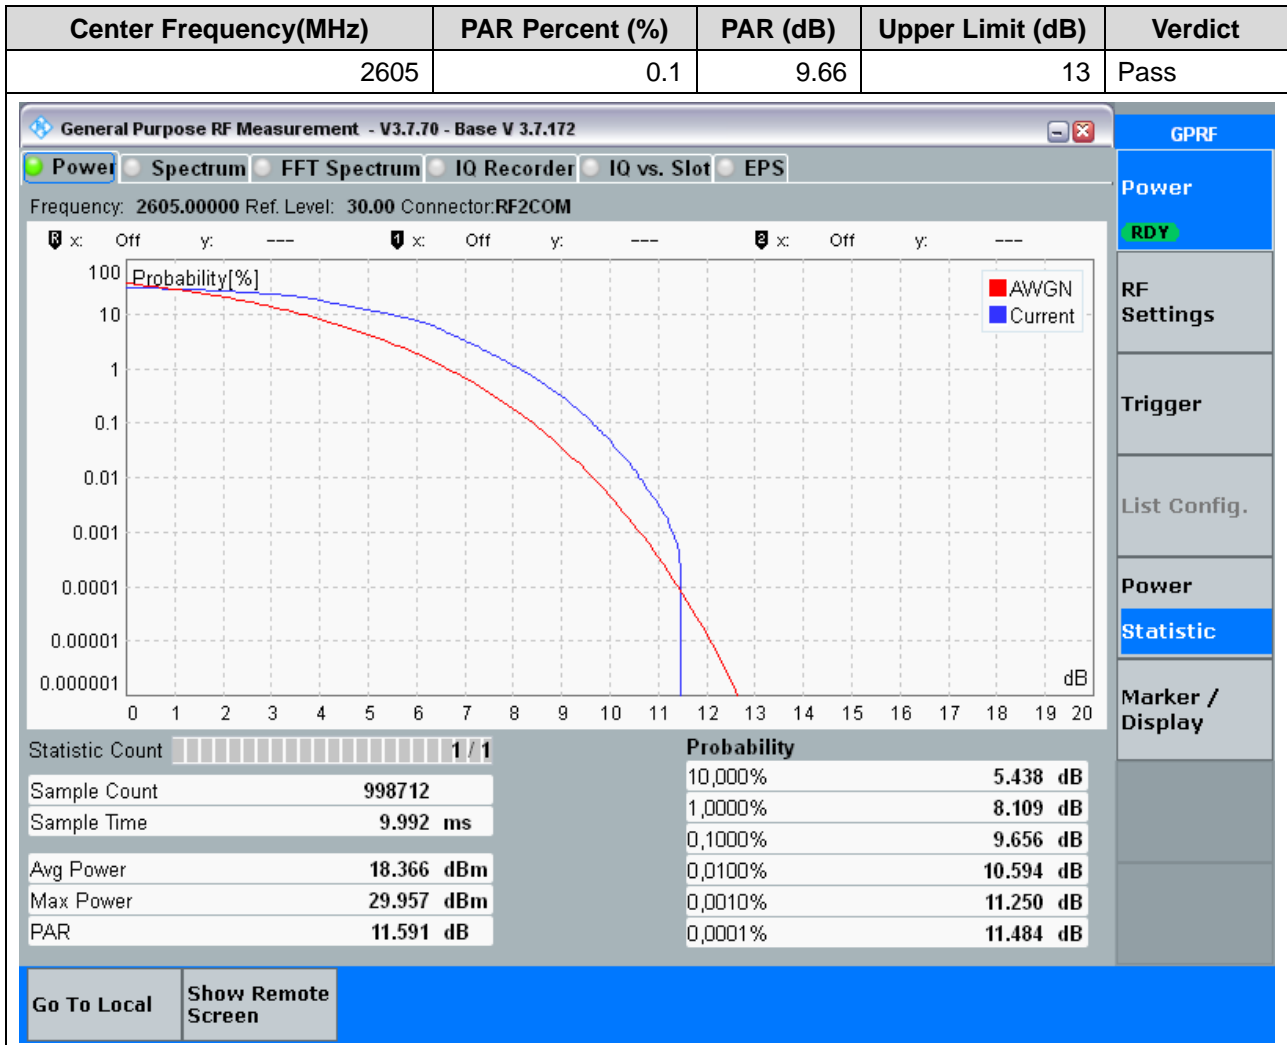 Center Frequency(MHz) PAR Percent (%) PAR (dB) Upper Limit (dB) Verdict
2605 0.1 9.66 13 Pass
General Purpose RF Measurement - V3.7.70 - Base V 3.7.172
GPRF
Power Spectrum FFT Spectrum IQ Recorder IQ vs. Slot EPS
Power
RDY
Frequency: 2605.00000 Ref. Level: 30.00 Connector:RF2COM
R x: Off y: --- 1 x: Off y: --- 2 x: Off y: ---
Probability[%]
AWGN
Current
100
10
1
0.1
0.01
0.001
0.0001
0.00001
0.000001
dB
0 1 2 3 4 5 6 7 8 9 10 11 12 13 14 15 16 17 18 19 20
RF
Settings
Trigger
List Config.
Power
Statistic
Marker /
Display
Statistic Count 1 / 1
Sample Count 998712
Sample Time 9.992 ms
Avg Power 18.366 dBm
Max Power 29.957 dBm
PAR 11.591 dB
Probability
10,000% 5.438 dB
1,0000% 8.109 dB
0,1000% 9.656 dB
0,0100% 10.594 dB
0,0010% 11.250 dB
0,0001% 11.484 dB
Go To Local
Show Remote
Screen